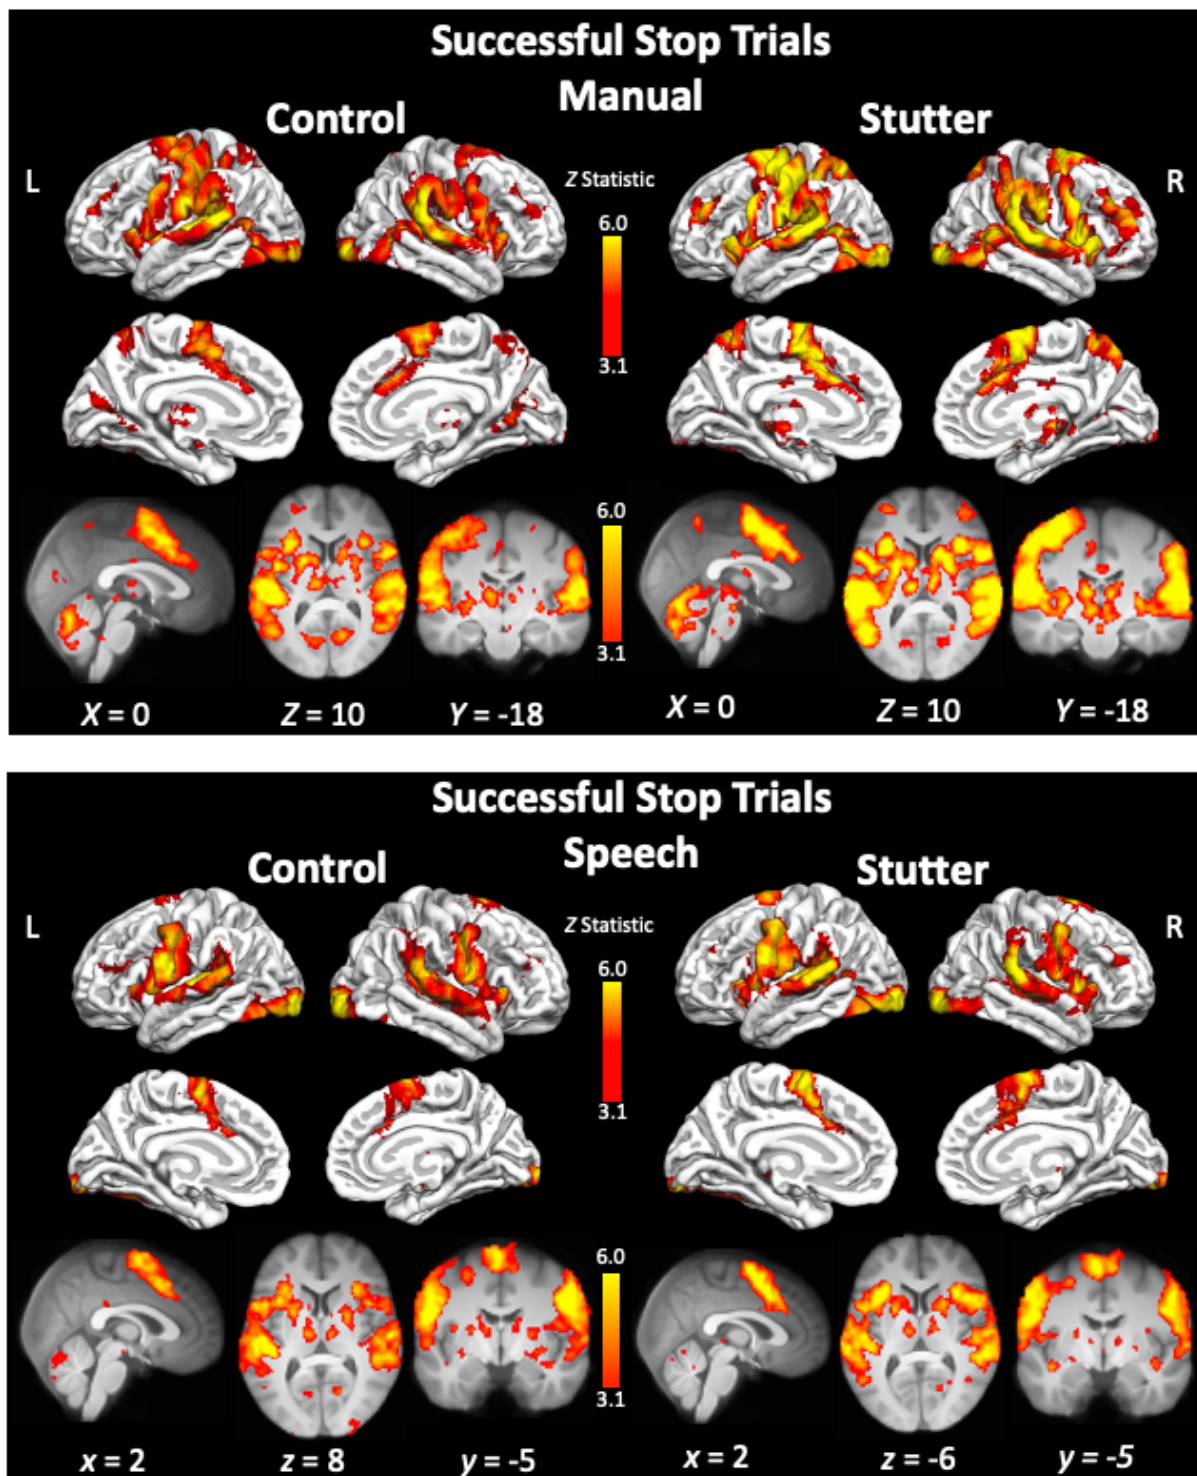 Successful Stop Trials
Manual
Control
Stutter
L
Z Statistic
R
6.0
3.1
6.0
3.1
X = 0
Z = 10
Y = -18
X = 0
Z = 10
Y = -18
Successful Stop Trials
Speech
Control
Stutter
L
Z Statistic
R
6.0
3.1
6.0
3.1
x = 2
z = 8
y = -5
x = 2
z = -6
y = -5